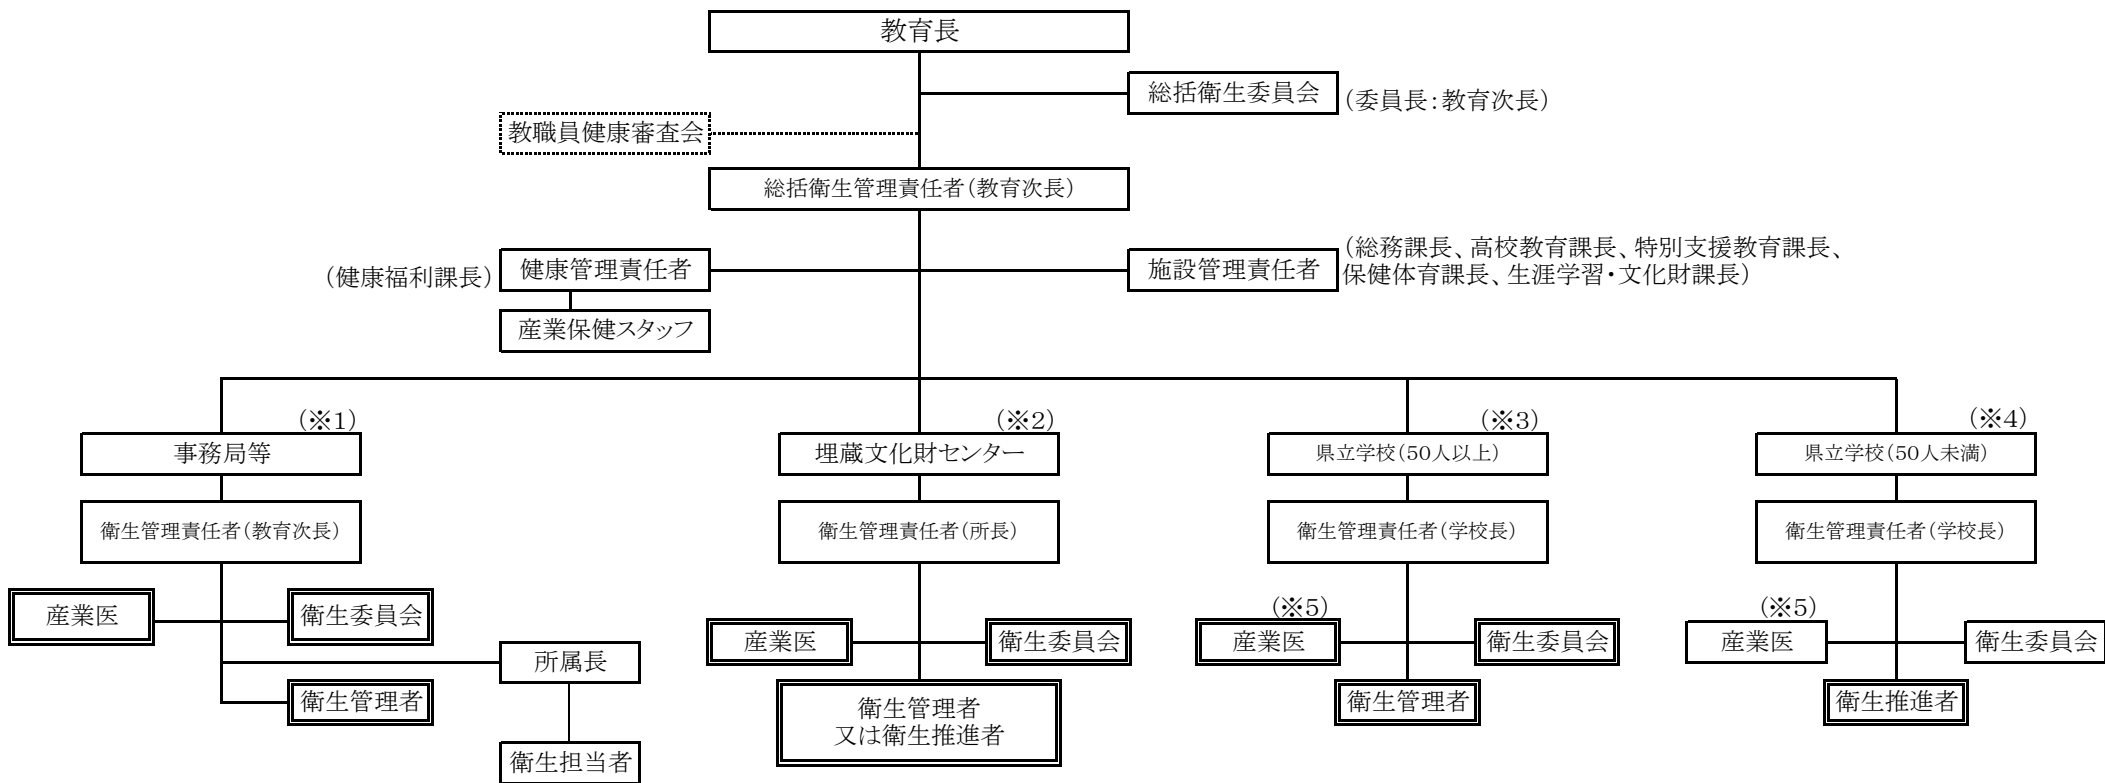 教育長
総括衛生委員会
(委員長:教育次長)
教職員健康審査会
総括衛生管理責任者(教育次長)
(健康福利課長)
健康管理責任者
施設管理責任者
(総務課長、高校教育課長、特別支援教育課長、
保健体育課長、生涯学習・文化財課長)
産業保健スタッフ
(※1)
(※2)
(※3)
(※4)
事務局等
埋蔵文化財センター
県立学校(50人以上)
県立学校(50人未満)
衛生管理責任者(教育次長)
衛生管理責任者(所長)
衛生管理責任者(学校長)
衛生管理責任者(学校長)
産業医
衛生委員会
(※5)
(※5)
産業医
衛生委員会
産業医
衛生委員会
産業医
衛生委員会
所属長
衛生管理者
衛生管理者
又は衛生推進者
衛生管理者
衛生推進者
衛生担当者